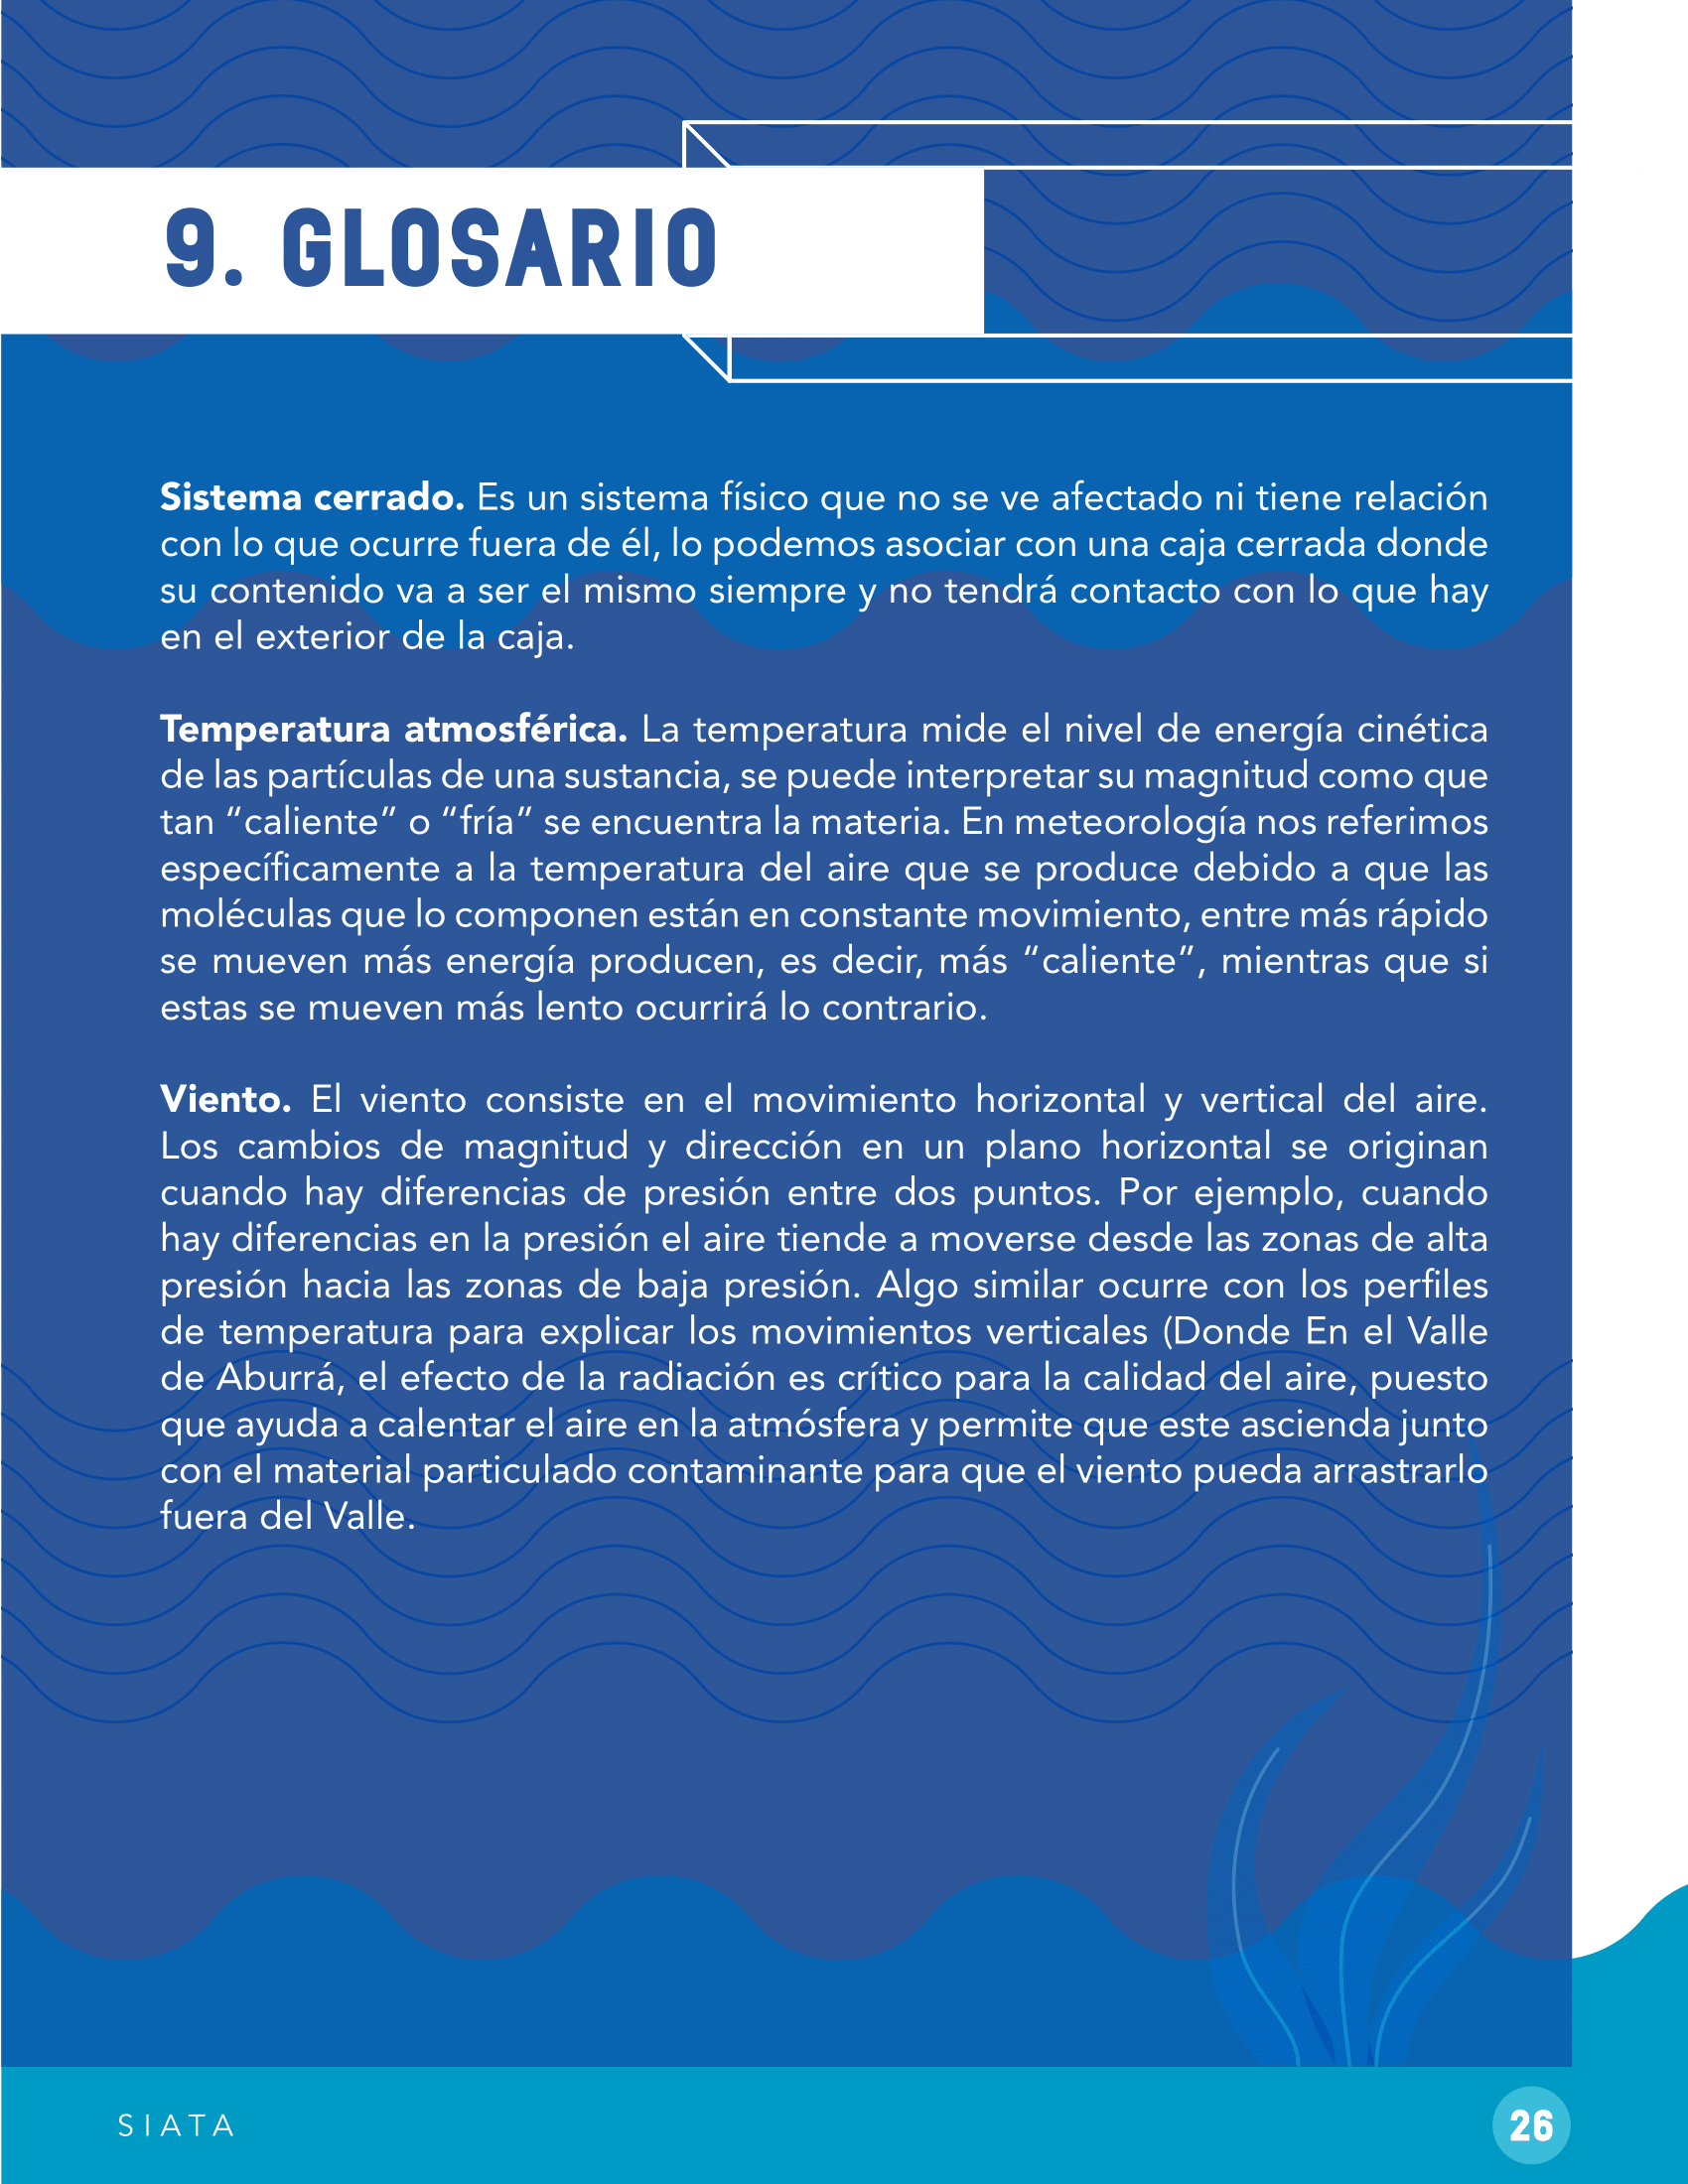 9. GLOSARIO
Sistema cerrado. Es un sistema físico que no se ve afectado ni tiene relación
con lo que ocurre fuera de él, lo podemos asociar con una caja cerrada donde
su contenido va a ser el mismo siempre y no tendrá contacto con lo que hay
en el exterior de la caja.
Temperatura atmosférica. La temperatura mide el nivel de energía cinética
de las partículas de una sustancia, se puede interpretar su magnitud como que
tan “caliente” o “fría” se encuentra la materia. En meteorología nos referimos
específicamente a la temperatura del aire que se produce debido a que las
moléculas que lo componen están en constante movimiento, entre más rápido
se mueven más energía producen, es decir, más “caliente”, mientras que si
estas se mueven más lento ocurrirá lo contrario.
Viento. El viento consiste en el movimiento horizontal y vertical del aire.
Los cambios de magnitud y dirección en un plano horizontal se originan
cuando hay diferencias de presión entre dos puntos. Por ejemplo, cuando
hay diferencias en la presión el aire tiende a moverse desde las zonas de alta
presión hacia las zonas de baja presión. Algo similar ocurre con los perfiles
de temperatura para explicar los movimientos verticales (Donde En el Valle
de Aburrá, el efecto de la radiación es crítico para la calidad del aire, puesto
que ayuda a calentar el aire en la atmósfera y permite que este ascienda junto
con el material particulado contaminante para que el viento pueda arrastrarlo
fuera del Valle.
SIATA
26